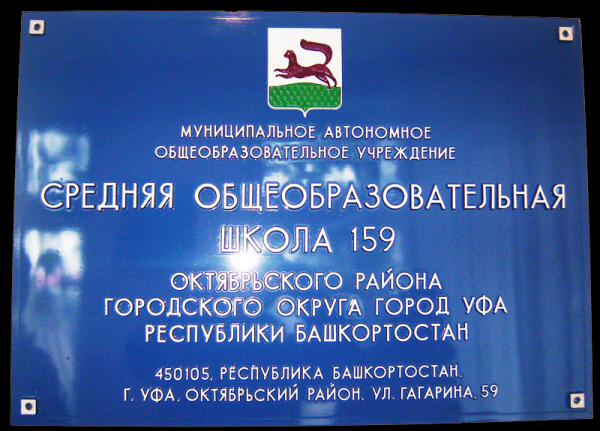 МУНИЦИПАЛЬНОЕ АВТОНОМНОЕ
ОБЩЕОБРАЗОВАТЕЛЬНОЕ УЧРЕЖДЕНИЕ
СРЕДНЯЯ ОБЩЕОБРАЗОВАТЕЛЬНАЯ
ШКОЛА 159
ОКТЯБРЬСКОГО РАЙОНА
ГОРОДСКОГО ОКРУГА ГОРОД УФА
РЕСПУБЛИКИ БАШКОРТОСТАН
450105, РЕСПУБЛИКА БАШКОРТОСТАН,
Г. УФА, ОКТЯБРЬСКИЙ РАЙОН, УЛ. ГАГАРИНА, 59